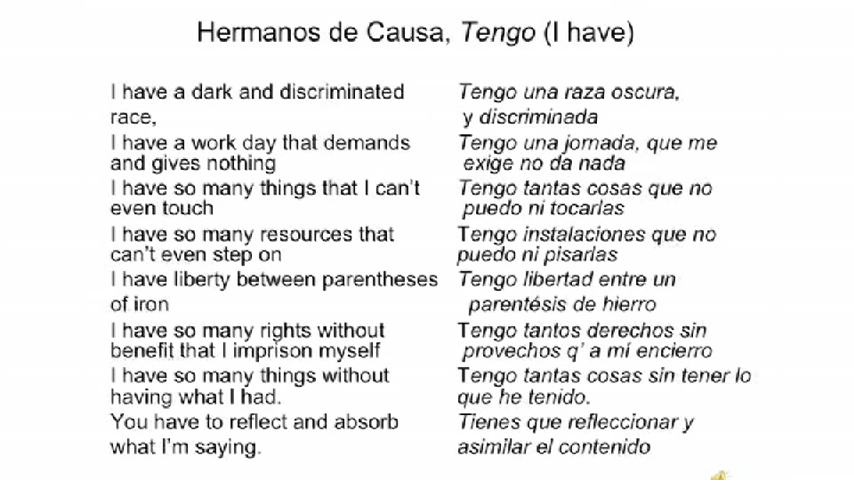 Hermanos de Causa, Tengo (I have)
I have a dark and discriminated
race,
I have a work day that demands
and gives nothing
I have so many things that I can't
even touch
I have so many resources that
can't even step on
I have liberty between parentheses
of iron
I have so many rights without
benefit that I imprison myself
I have so many things without
having what I had.
You have to reflect and absorb
what I'm saying.
Tengo una raza oscura,
y discriminada
Tengo una jornada, que me
exige no da nada
Tengo tantas cosas que no
puedo ni tocarlas
Tengo instalaciones que no
puedo ni pisarlas
Tengo libertad entre un
parentésis de hierro
Tengo tantos derechos sin
provechos q' a mí encierro
Tengo tantas cosas sin tener lo
que he tenido.
Tienes que refleccionar y
asimilar el contenido